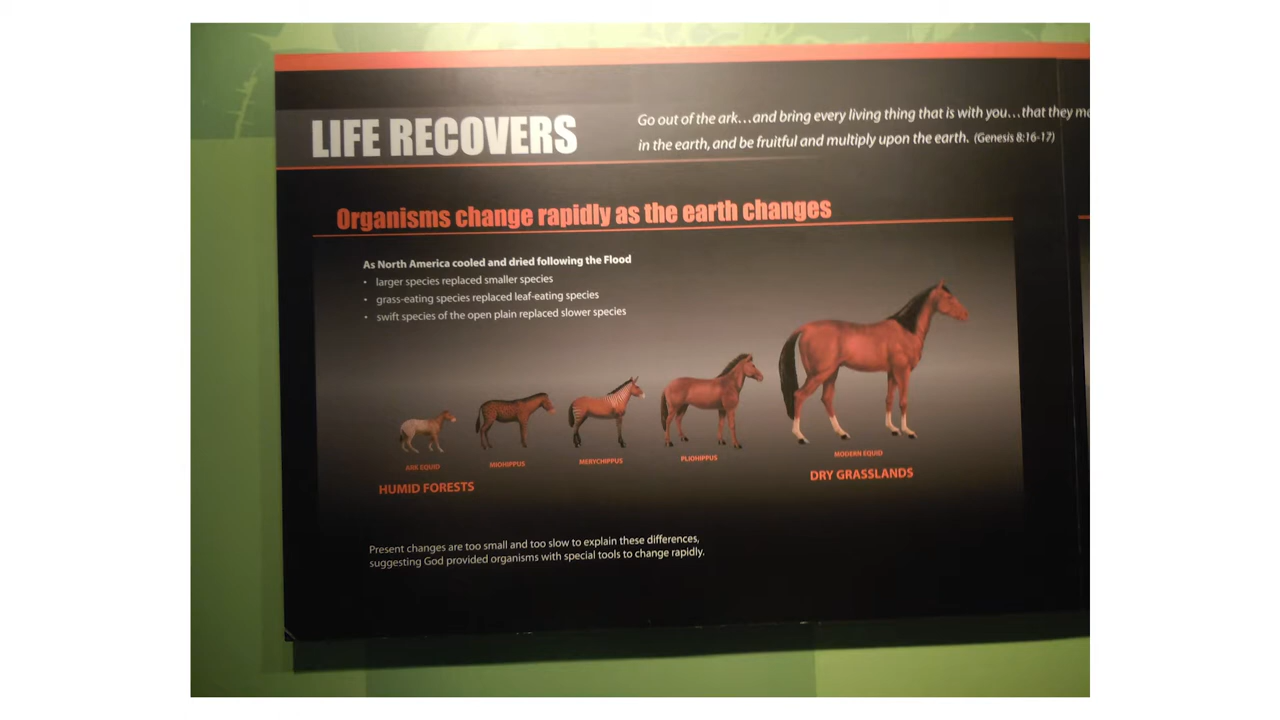 LIFE RECOVERS
Go out of the ark…and bring every living thing that is with you…that they
in the earth, and be fruitful and multiply upon the earth. (Genesis 8:16-17)
Organisms change rapidly as the earth changes
As North America cooled and dried following the Flood
• larger species replaced smaller species
• grass-eating species replaced leaf-eating species
• swift species of the open plain replaced slower species
ARK EQUID
MIOHIPPUS
MERYCHIPPUS
PLIOHIPPUS
MODERN EQUID
HUMID FORESTS
DRY GRASSLANDS
Present changes are too small and too slow to explain these differences,
suggesting God provided organisms with special tools to change rapidly.